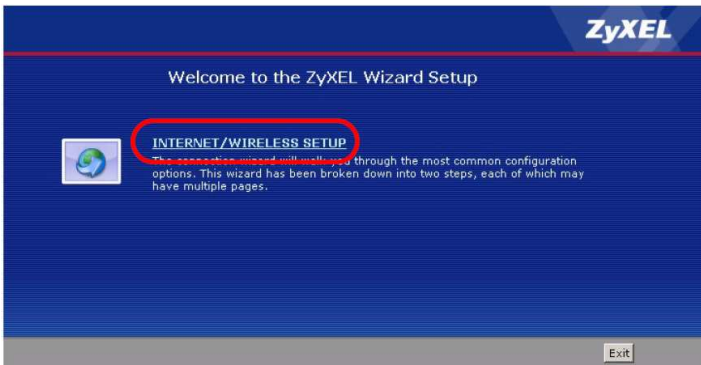 ZyXEL
Welcome to the ZyXEL Wizard Setup
INTERNET/WIRELESS SETUP
The connection wizard will walk you through the most common configuration
options. This wizard has been broken down into two steps, each of which may
have multiple pages.
Exit